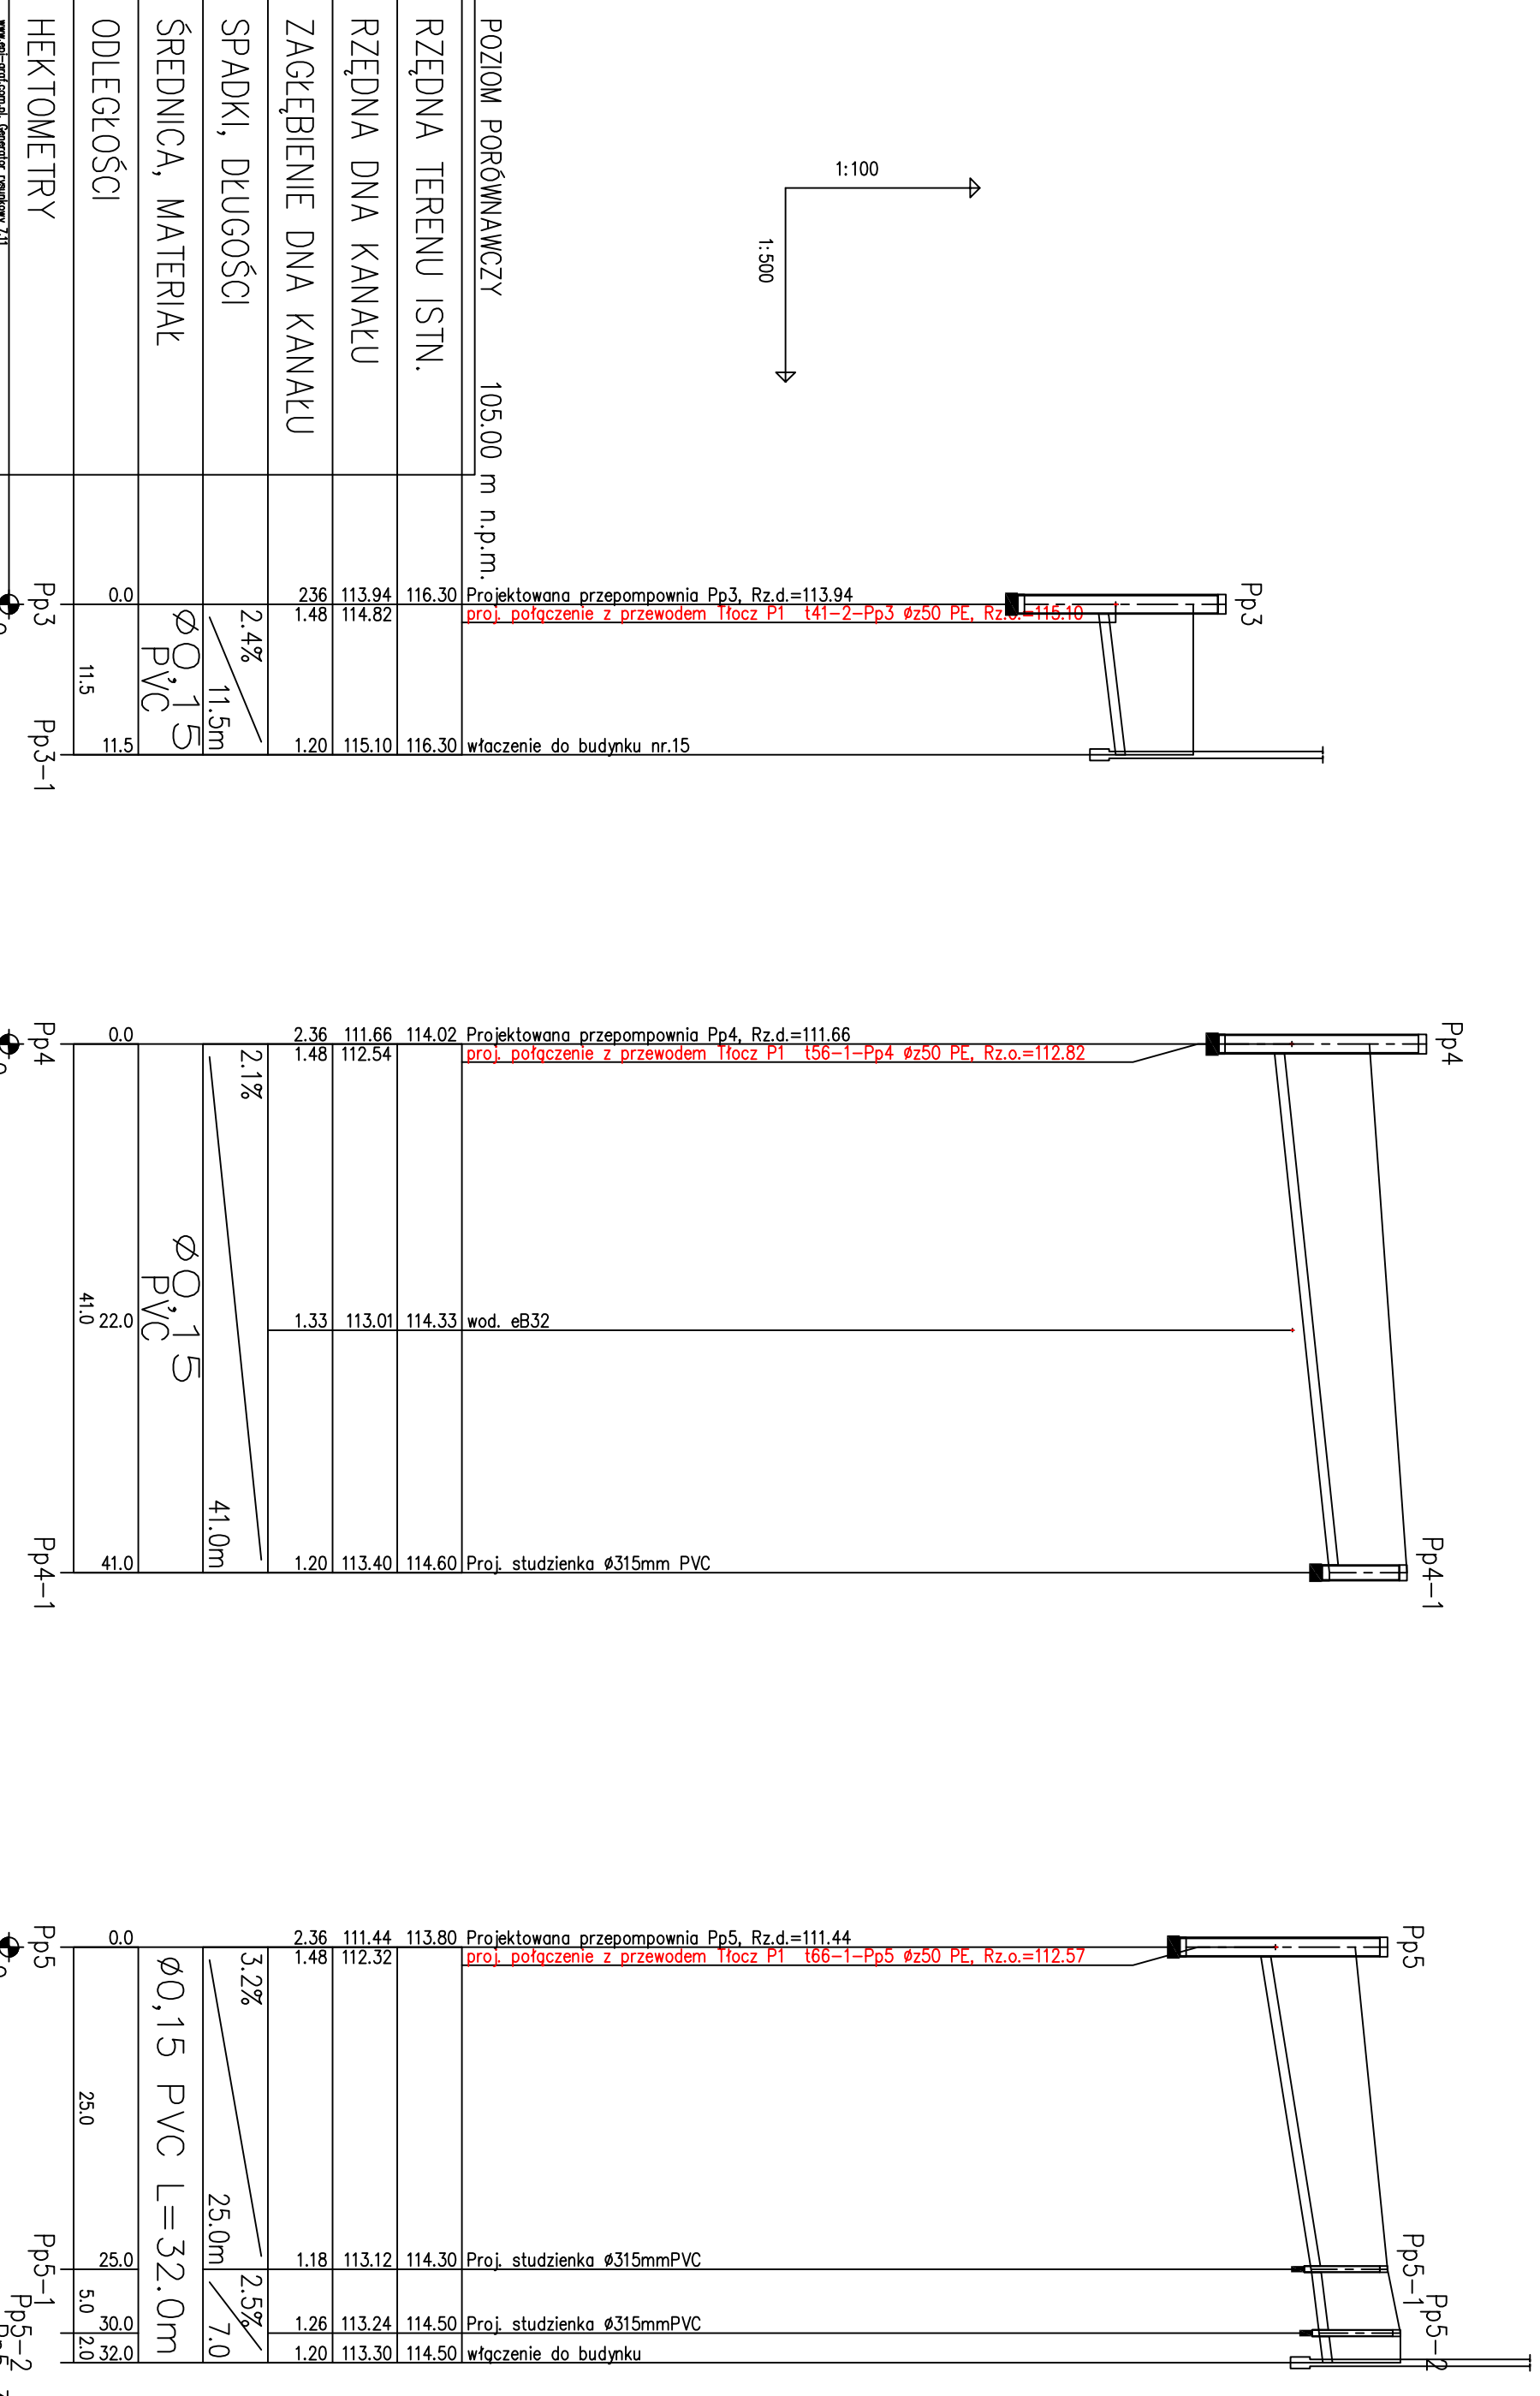 1:100
1:500
POZIOM PORÓWNAWCZY 105.00 m n.p.m.
RZĘDNA TERENU ISTN.
RZĘDNA DNA KANAŁU
ZAGŁĘBIENIE DNA KANAŁU
SPADKI, DŁUGOŚCI
ŚREDNICA, MATERIAŁ
ODLEGŁOŚCI
HEKTOMETRY
Pp3
Projektowana przepompownia Pp3, Rz.d.=113.94
proj. połączenie z przewodem Tłocz P1 t41-2-Pp3 Øz50 PE, Rz.o.=115.10
włączenie do budynku nr.15
116.30
116.30
113.94
114.82
115.10
236
1.48
1.20
2.4%
11.5m
Ø0,15
PVC
0.0
11.5
11.5
Pp3
Pp3-1
Pp4
Pp4-1
Projektowana przepompownia Pp4, Rz.d.=111.66
proj. połączenie z przewodem Tłocz P1 t56-1-Pp4 Øz50 PE, Rz.o.=112.82
wod. eB32
Proj. studzienka Ø315mm PVC
114.02
114.33
114.60
111.66
112.54
113.01
113.40
2.36
1.48
1.33
1.20
2.1%
41.0m
Ø0,15
PVC
0.0
22.0
41.0
41.0
Pp4
Pp4-1
Pp5
Pp5-1
Pp5-2
Projektowana przepompownia Pp5, Rz.d.=111.44
proj. połączenie z przewodem Tłocz P1 t66-1-Pp5 Øz50 PE, Rz.o.=112.57
Proj. studzienka Ø315mmPVC
Proj. studzienka Ø315mmPVC
włączenie do budynku
113.80
114.30
114.50
114.50
111.44
112.32
113.12
113.24
113.30
2.36
1.48
1.18
1.26
1.20
3.2%
25.0m
2.5%
7.0
Ø0,15 PVC L=32.0m
0.0
25.0
30.0
32.0
25.0
5.0
2.0
Pp5
Pp5-1
Pp5-2